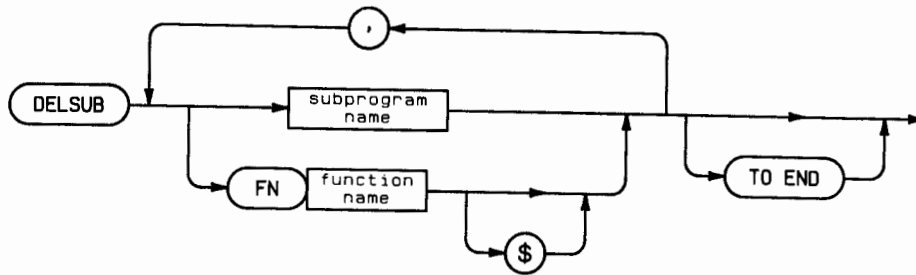 ,
DELSUB
subprogram
name
FN
function
name
$
TO END